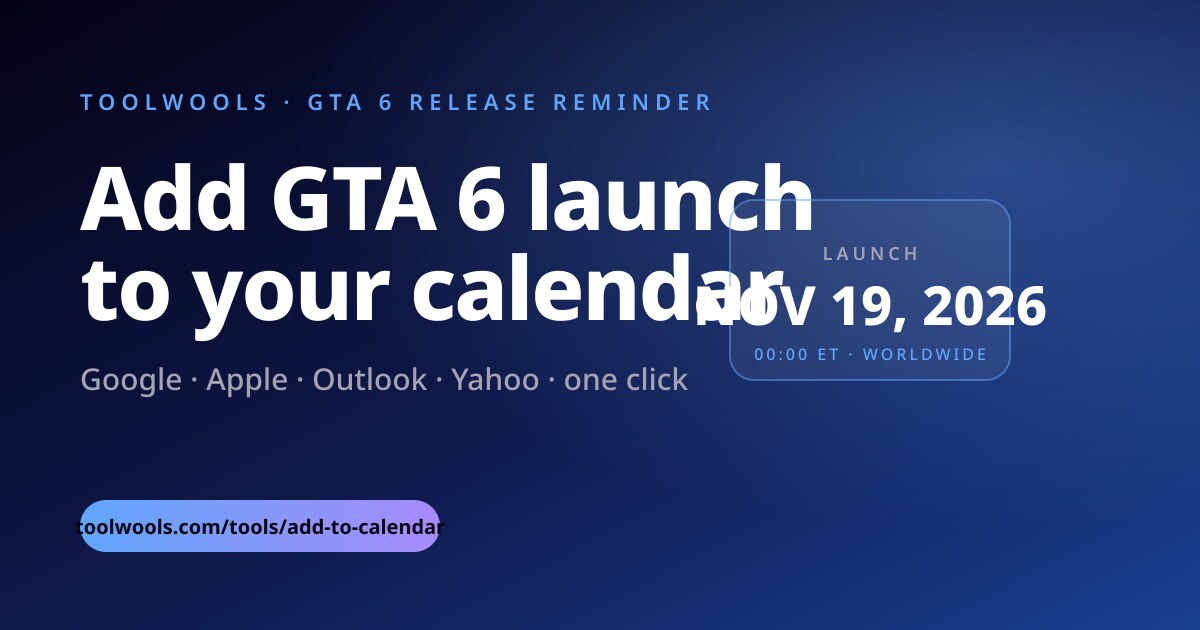 TOOLWOOLS · GTA 6 RELEASE REMINDER
Add GTA 6 launch
to your calendar
Google · Apple · Outlook · Yahoo · one click
LAUNCH
NOV 19, 2026
00:00 ET · WORLDWIDE
toolwools.com/tools/add-to-calendar